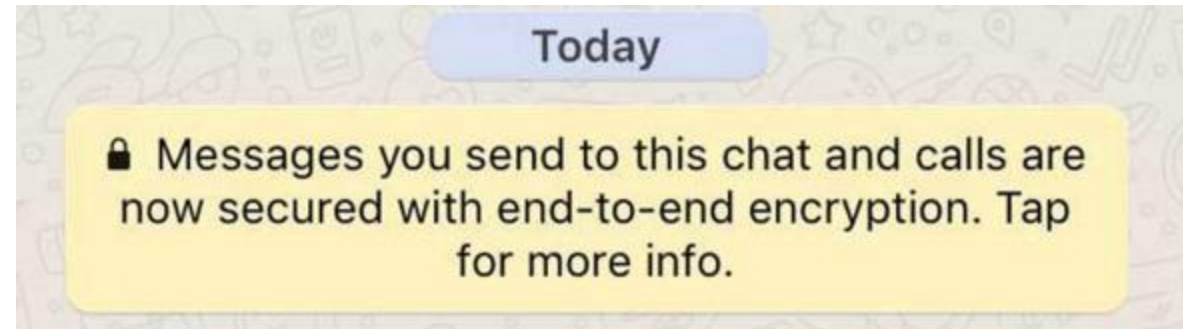 Today
Messages you send to this chat and calls are
now secured with end-to-end encryption. Tap
for more info.